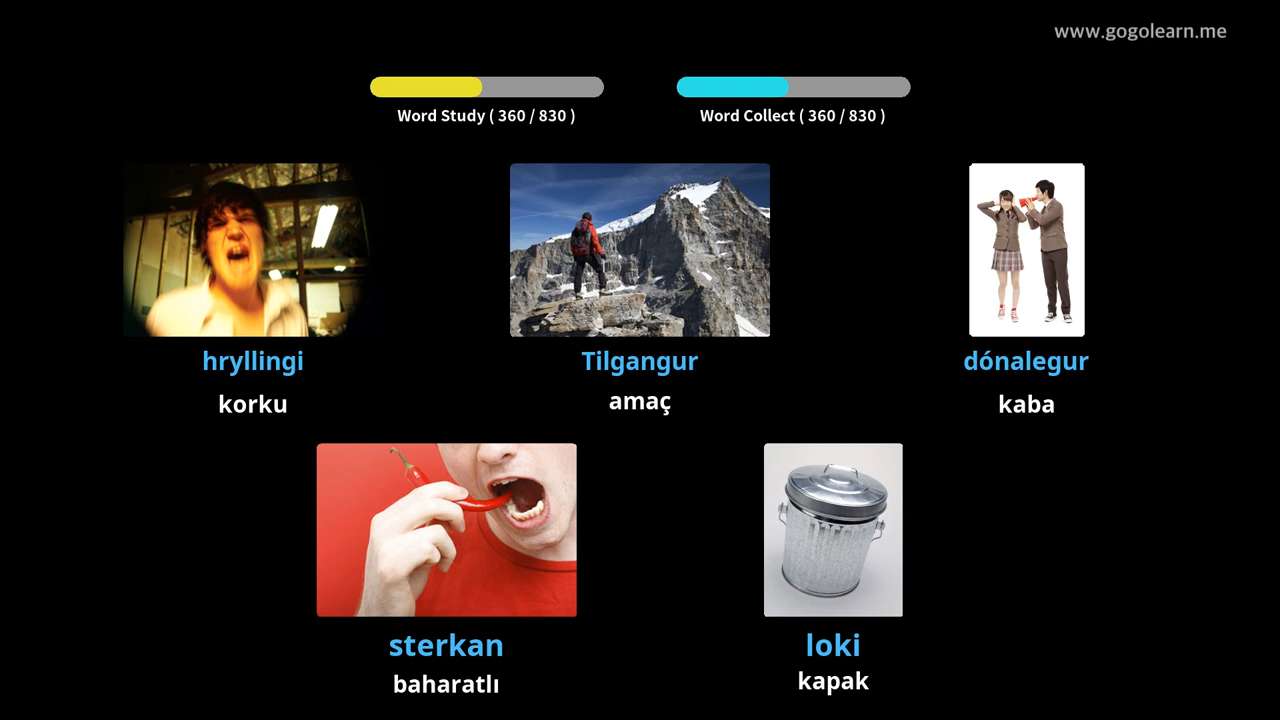 www.gogolearn.me
Word Study ( 360 / 830 )
Word Collect ( 360 / 830 )
hryllingi
korku
Tilgangur
amaç
dónalegur
kaba
sterkan
baharatlı
loki
kapak